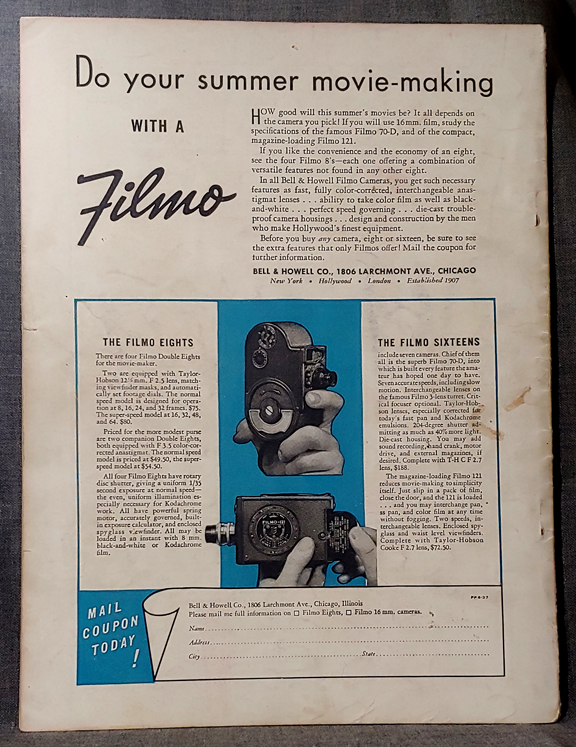 Do your summer movie-making
WITH A
Filmo
HOW good will this summer's movies be? It all depends on
the camera you pick! If you will use 16 mm. film, study the
specifications of the famous Filmo 70-D, and of the compact,
magazine-loading Filmo 121.
If you like the convenience and the economy of an eight,
see the four Filmo 8's—each one offering a combination of
versatile features not found in any other eight.
In all Bell & Howell Filmo Cameras, you get such necessary
features as fast, fully color-corrected, interchangeable anas-
tigmat lenses . . . ability to take color film as well as black-
and-white . . . perfect speed governing . . . die-cast trouble-
proof camera housings . . . design and construction by the men
who make Hollywood's finest equipment.
Before you buy any camera, eight or sixteen, be sure to see
the extra features that only Filmos offer! Mail the coupon for
further information.
BELL & HOWELL CO., 1806 LARCHMONT AVE., CHICAGO
New York • Hollywood • London • Established 1907
THE FILMO EIGHTS
There are four Filmo Double Eights
for the movie-maker.
Two are equipped with Taylor-
Hobson 12½ mm. F 2.5 lens, match-
ing viewfinder masks, and automati-
cally set footage dials. The normal
speed model is designed for opera-
tion at 8, 16, 24, and 32 frames. $75.
The super-speed model at 16, 32, 48,
and 64. $80.
Priced for the more modest purse
are two companion Double Eights,
both equipped with F 3.5 color-cor-
rected anastigmat. The normal speed
model is priced at $49.50, the super-
speed model at $54.50.
All four Filmo Eights have rotary
disc shutter, giving a uniform 1/35
second exposure at normal speed—
the even, uniform illumination es-
pecially necessary for Kodachrome
work. All have powerful spring
motor, accurately governed, built-
in exposure calculator, and enclosed
spyglass viewfinder. All may be
loaded in an instant with 8 mm.
black-and-white or Kodachrome
film.
THE FILMO SIXTEENS
include seven cameras. Chief of them
all is the superb Filmo 70-D, into
which is built every feature the ama-
teur has hoped one day to have.
Seven accurate speeds, including slow
motion. Interchangeable lenses on
the famous Filmo 3-lens turret. Crit-
ical focuser optional. Taylor-Hob-
son lenses, especially corrected for
today's fast pan and Kodachrome
emulsions. 204-degree shutter ad-
mitting as much as 40% more light.
Die-cast housing. You may add
sound recording, hand crank, motor
drive, and external magazines, if
desired. Complete with T-H C F 2.7
lens, $188.
The magazine-loading Filmo 121
reduces movie-making to simplicity
itself. Just slip in a pack of film,
close the door, and the 121 is loaded
. . . and you may interchange pan,
ss pan, and color film at any time
without fogging. Two speeds, in-
terchangeable lenses. Enclosed spy-
glass and waist level viewfinders.
Complete with Taylor-Hobson
Cooke F 2.7 lens, $72.50.
FILMO-121
MAIL
COUPON
TODAY
!
PP 6-37
Bell & Howell Co., 1806 Larchmont Ave., Chicago, Illinois
Please mail me full information on □ Filmo Eights, □ Filmo 16 mm. cameras.
Name
Address
City State